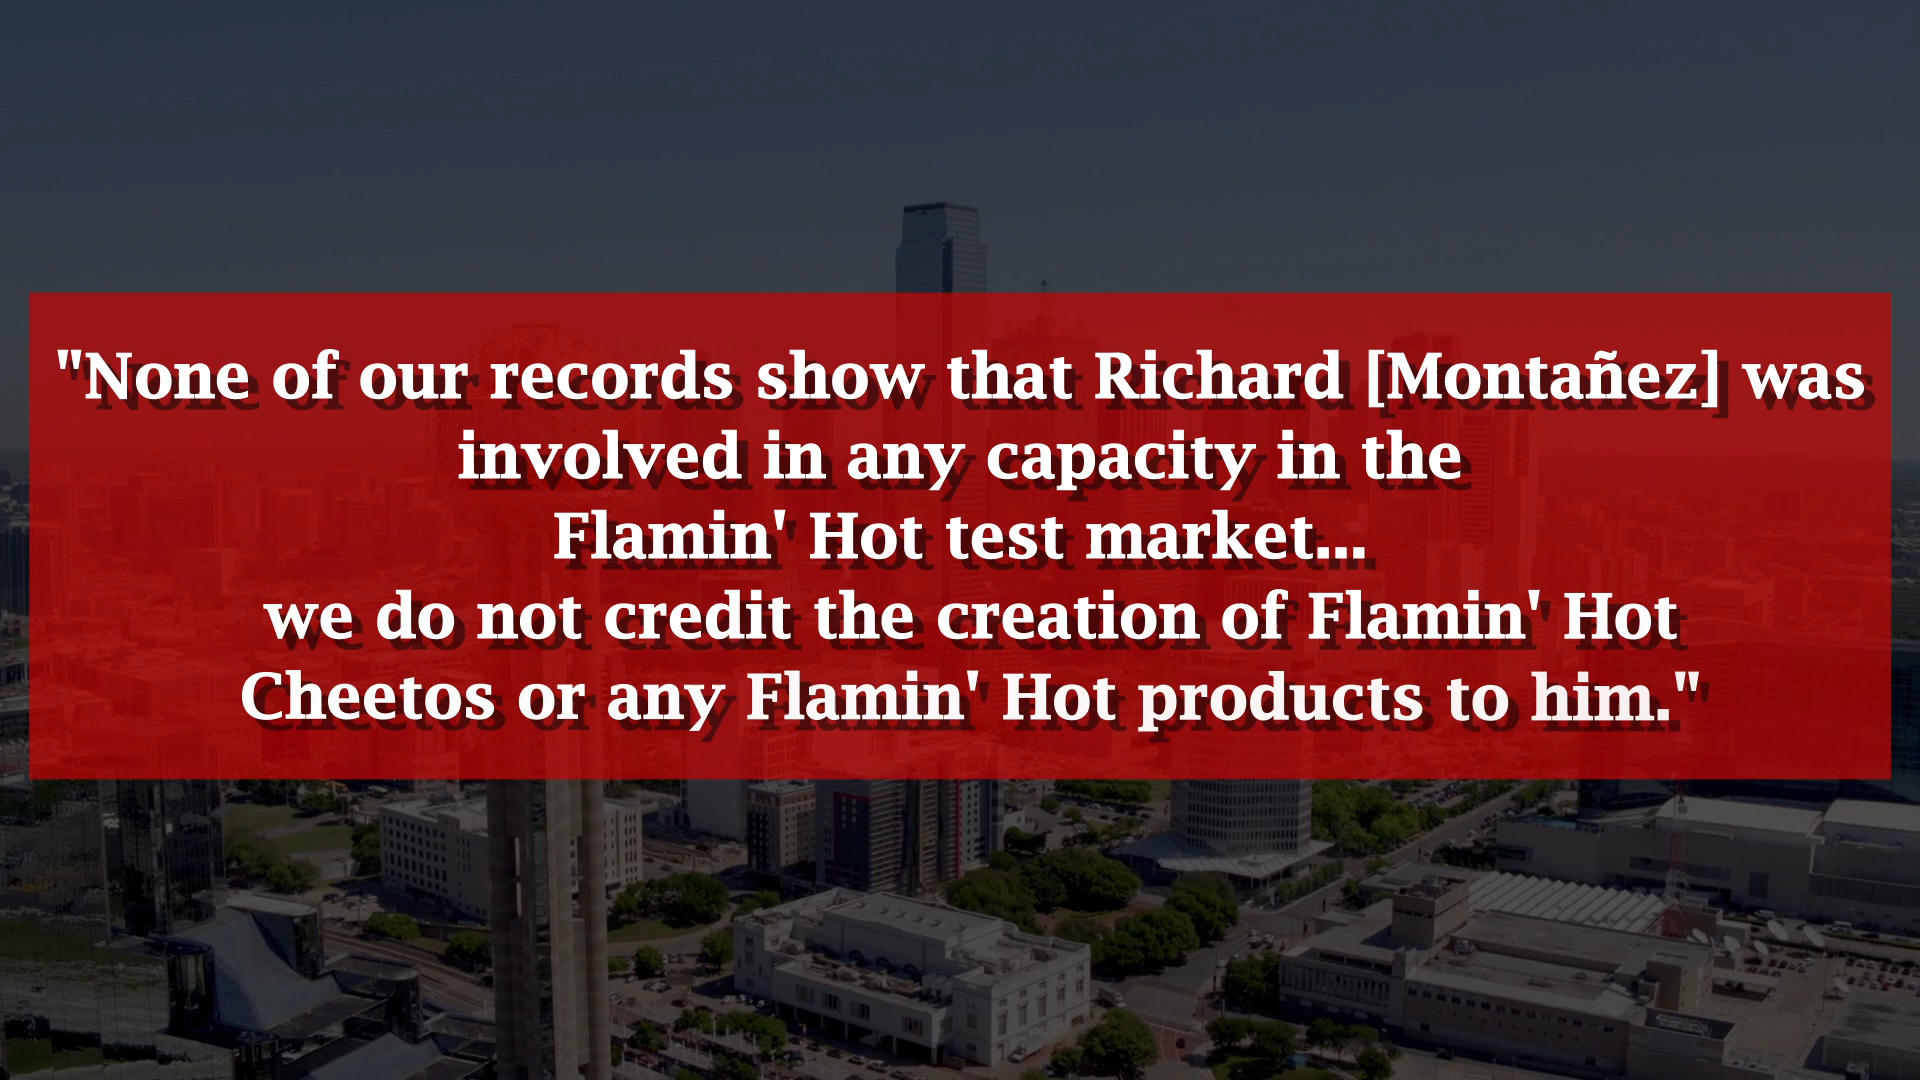 "None of our records show that Richard [Montañez] was
involved in any capacity in the
Flamin' Hot test market...
we do not credit the creation of Flamin' Hot
Cheetos or any Flamin' Hot products to him."